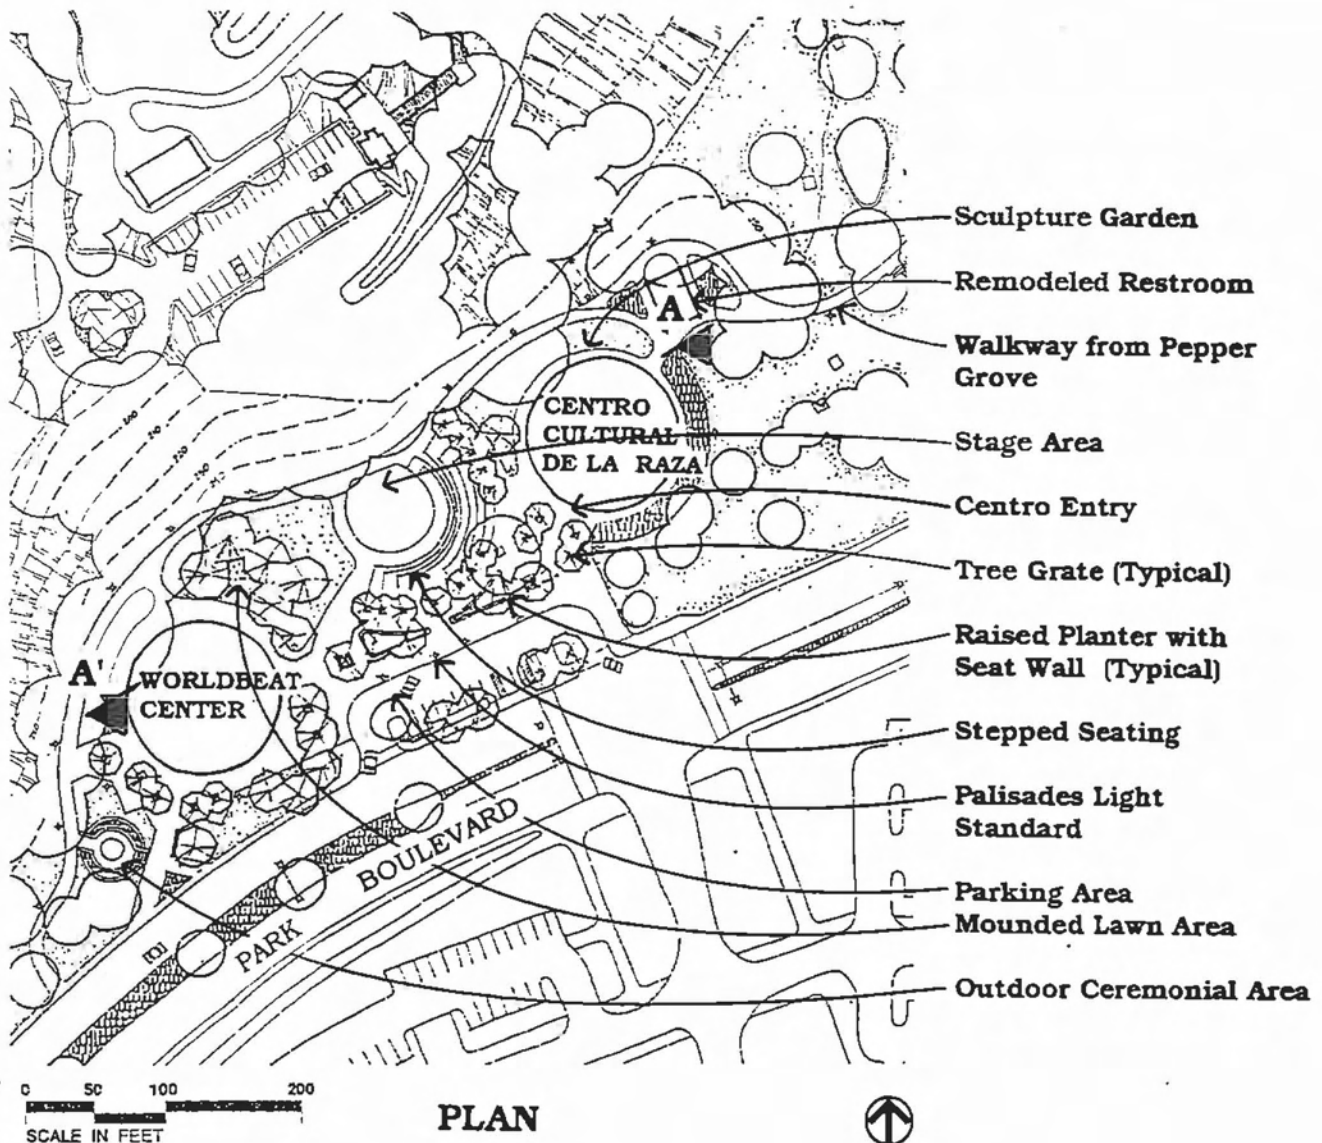 Sculpture Garden
Remodeled Restroom
A
Walkway from Pepper
Grove
CENTRO
CULTURAL
DE LA RAZA
Stage Area
Centro Entry
Tree Grate (Typical)
Raised Planter with
Seat Wall (Typical)
A'
WORLDBEAT
CENTER
Stepped Seating
Palisades Light
Standard
PARK BOULEVARD
Parking Area
Mounded Lawn Area
Outdoor Ceremonial Area
0 50 100 200
SCALE IN FEET
PLAN